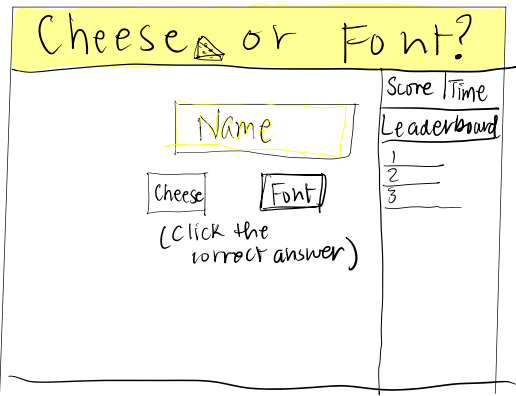 Cheese or Font?
Score Time
Name
Leaderboard
1
2
3
Cheese Font
(Click the
correct answer)